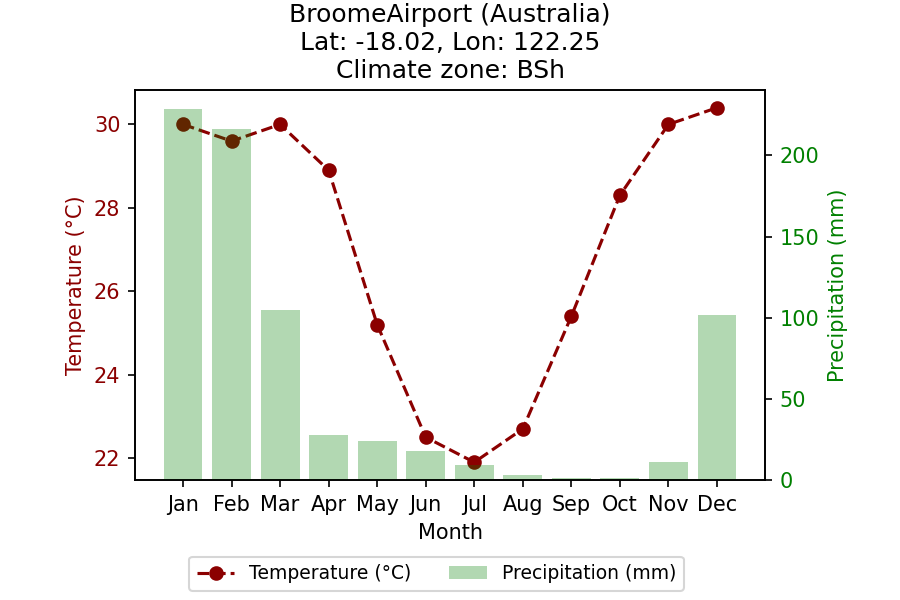 BroomeAirport (Australia)
Lat: -18.02, Lon: 122.25
Climate zone: BSh
30
28
26
24
22
Temperature (°C)
200
150
100
50
0
Precipitation (mm)
Jan Feb Mar Apr May Jun Jul Aug Sep Oct Nov Dec
Month
Temperature (°C) Precipitation (mm)